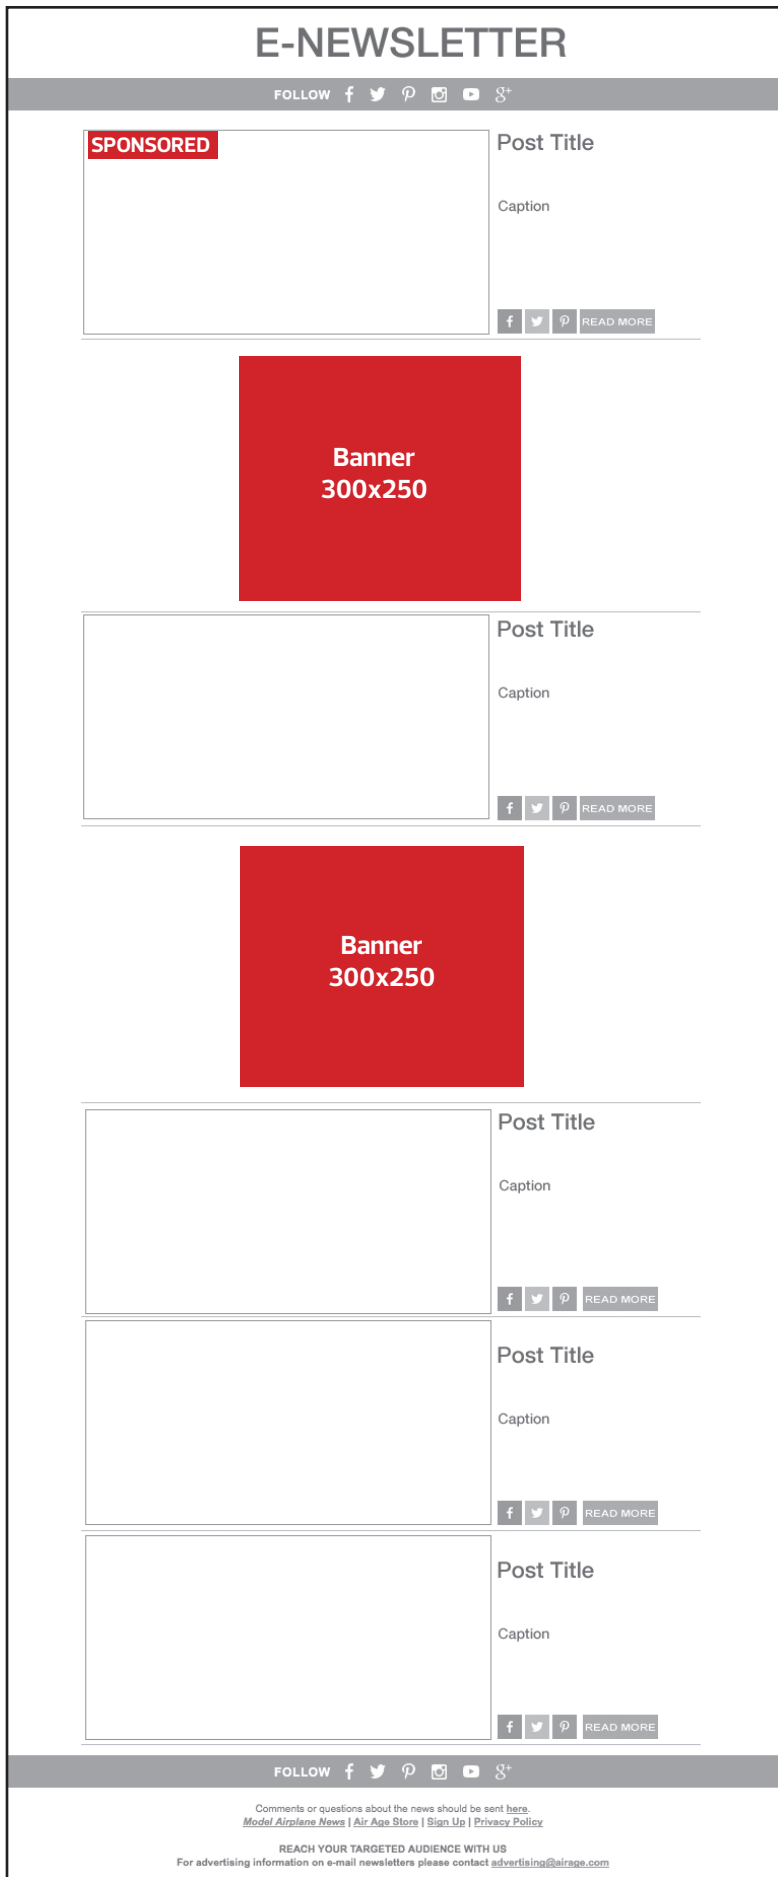 E-NEWSLETTER
FOLLOW
SPONSORED
Post Title
Caption
READ MORE
Banner
300x250
Post Title
Caption
READ MORE
Banner
300x250
Post Title
Caption
READ MORE
Post Title
Caption
READ MORE
Post Title
Caption
READ MORE
FOLLOW
Comments or questions about the news should be sent here.
Model Airplane News | Air Age Store | Sign Up | Privacy Policy
REACH YOUR TARGETED AUDIENCE WITH US
For advertising information on e-mail newsletters please contact advertising@airage.com